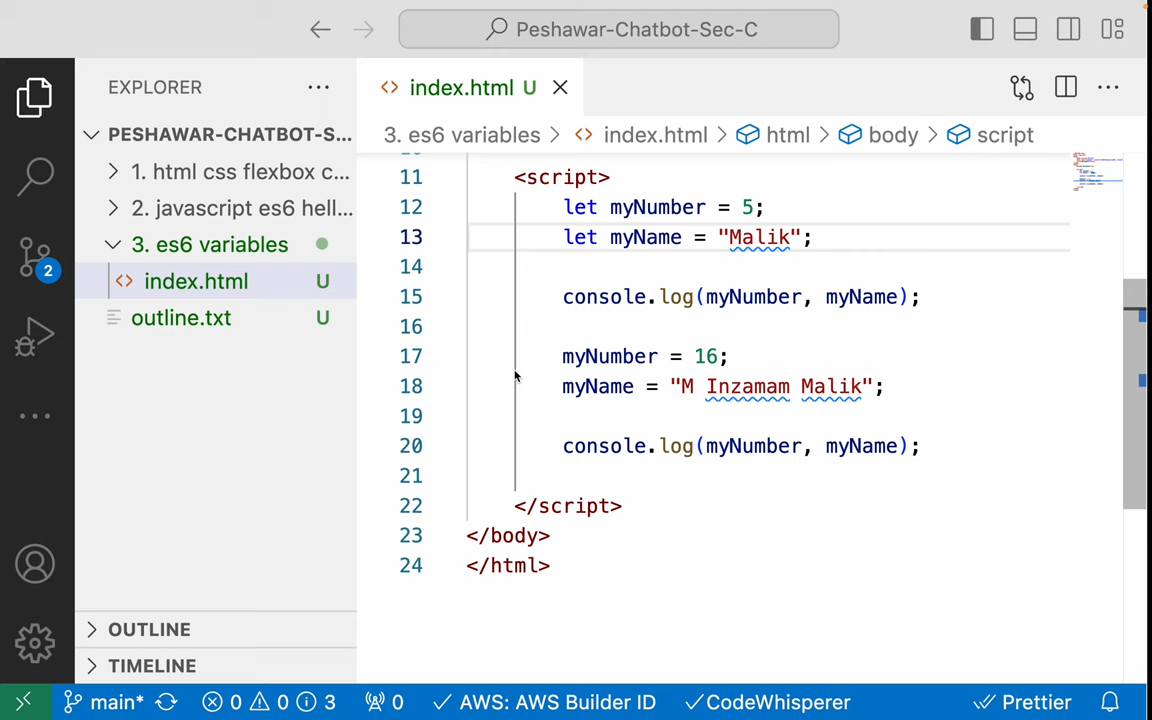 Peshawar-Chatbot-Sec-C
EXPLORER
PESHAWAR-CHATBOT-S...
1. html css flexbox c...
2. javascript es6 hell...
3. es6 variables
<> index.html U
outline.txt U
OUTLINE
TIMELINE
2
<> index.html U
3. es6 variables > <> index.html > html > body > script
11 <script>
12 let myNumber = 5;
13 let myName = "Malik";
14
15 console.log(myNumber, myName);
16
17 myNumber = 16;
18 myName = "M Inzamam Malik";
19
20 console.log(myNumber, myName);
21
22 </script>
23 </body>
24 </html>
main* 0 0 3 0 AWS: AWS Builder ID CodeWhisperer Prettier